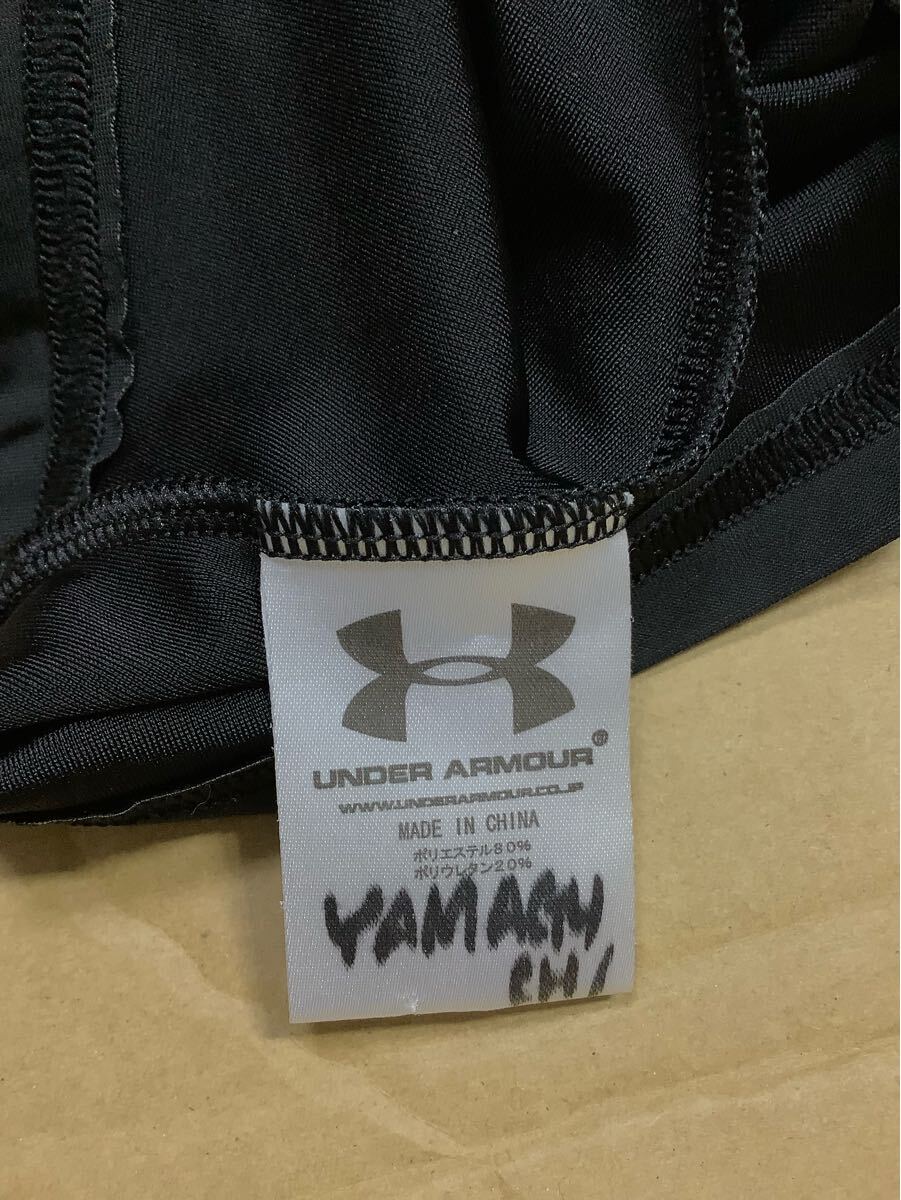 UNDER ARMOUR®
WWW.UNDERARMOUR.CO.JP
MADE IN CHINA
ポリエステル80%
ポリウレタン20%
YAMAGU
CHI